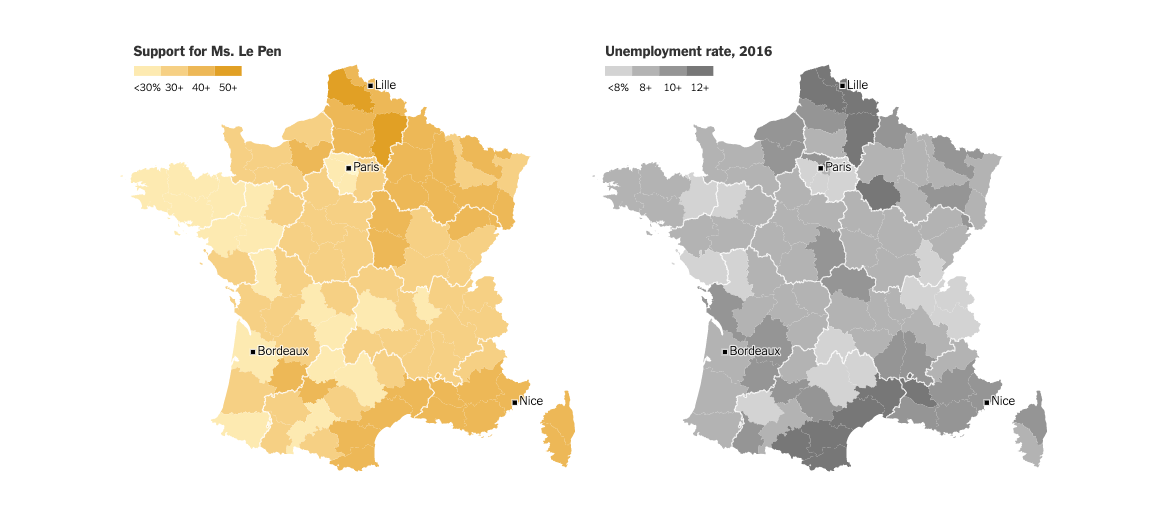 Support for Ms. Le Pen
<30% 30+ 40+ 50+
Lille
Paris
Bordeaux
Nice
Unemployment rate, 2016
<8% 8+ 10+ 12+
Lille
Paris
Bordeaux
Nice